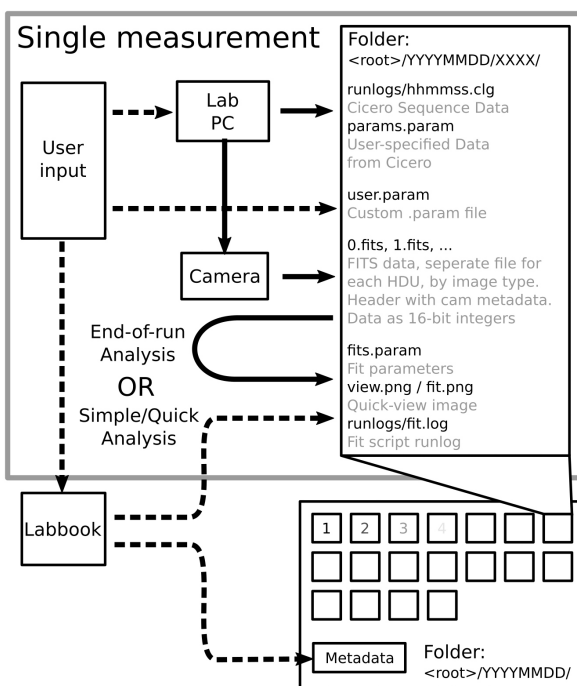 Single measurement
User
input
Lab
PC
Camera
End-of-run
Analysis
OR
Simple/Quick
Analysis
Labbook
Folder:
<root>/YYYYMMDD/XXXX/
runlogs/hhmmss.clg
Cicero Sequence Data
params.param
User-specified Data
from Cicero
user.param
Custom .param file
0.fits, 1.fits, ...
FITS data, seperate file for
each HDU, by image type.
Header with cam metadata.
Data as 16-bit integers
fits.param
Fit parameters
view.png / fit.png
Quick-view image
runlogs/fit.log
Fit script runlog
1 2 3 4
Metadata
Folder:
<root>/YYYYMMDD/